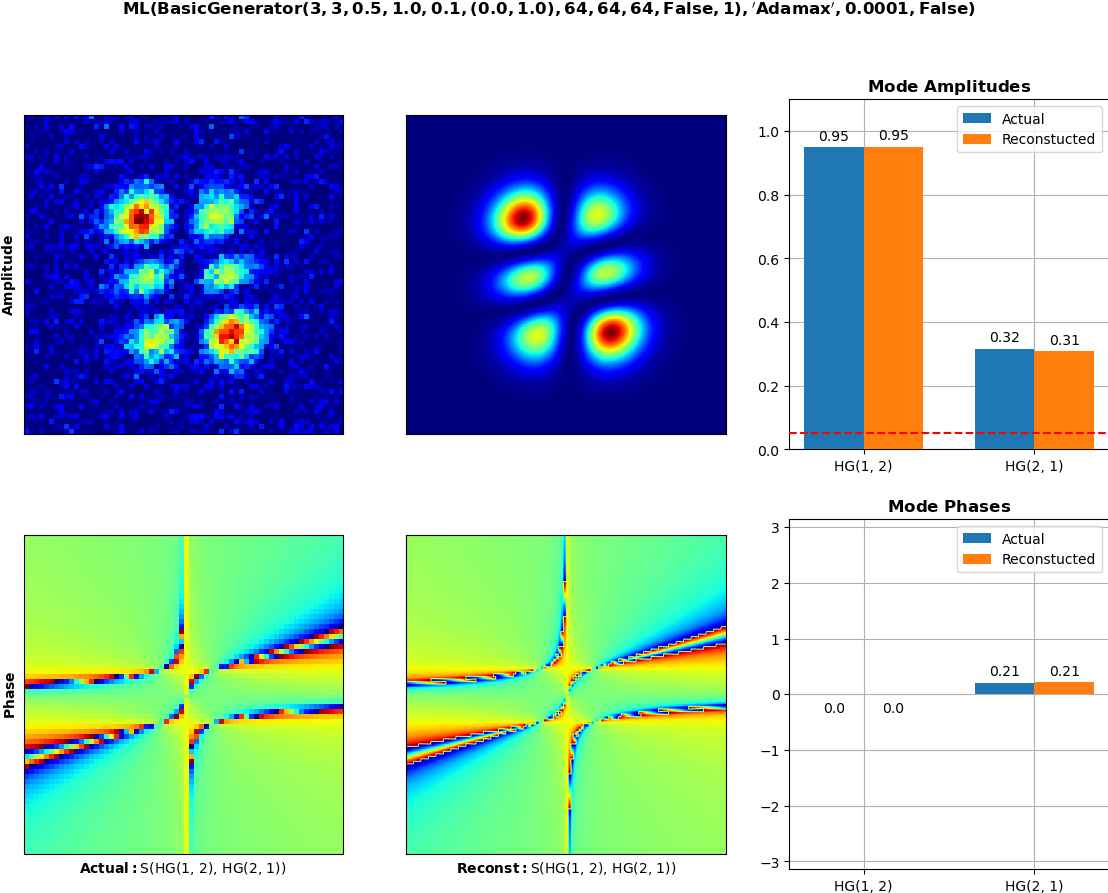 ML(BasicGenerator(3, 3, 0.5, 1.0, 0.1, (0.0, 1.0), 64, 64, 64, False, 1), ′Adamax′, 0.0001, False)
Amplitude
Mode Amplitudes
Actual
Reconstucted
1.0
0.8
0.6
0.4
0.2
0.0
0.95
0.95
0.32
0.31
HG(1, 2)
HG(2, 1)
Phase
Actual: S(HG(1, 2), HG(2, 1))
Reconst: S(HG(1, 2), HG(2, 1))
Mode Phases
Actual
Reconstucted
3
2
1
0
−1
−2
−3
0.0
0.0
0.21
0.21
HG(1, 2)
HG(2, 1)